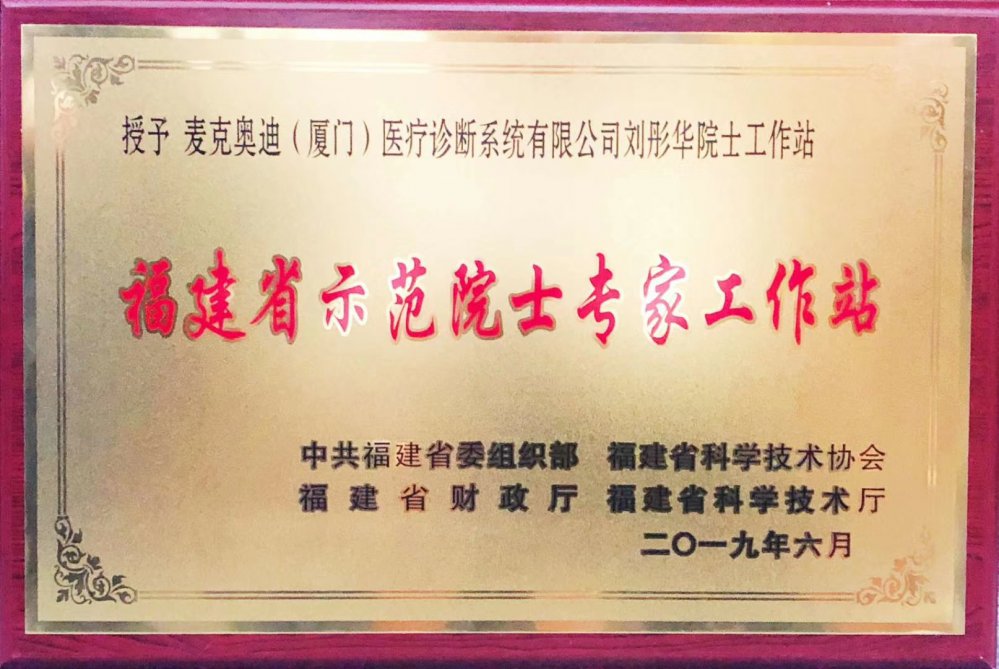 授予 麦克奥迪（厦门）医疗诊断系统有限公司刘彤华院士工作站
福建省示范院士专家工作站
中共福建省委组织部 福建省科学技术协会
福建省财政厅 福建省科学技术厅
二〇一九年六月